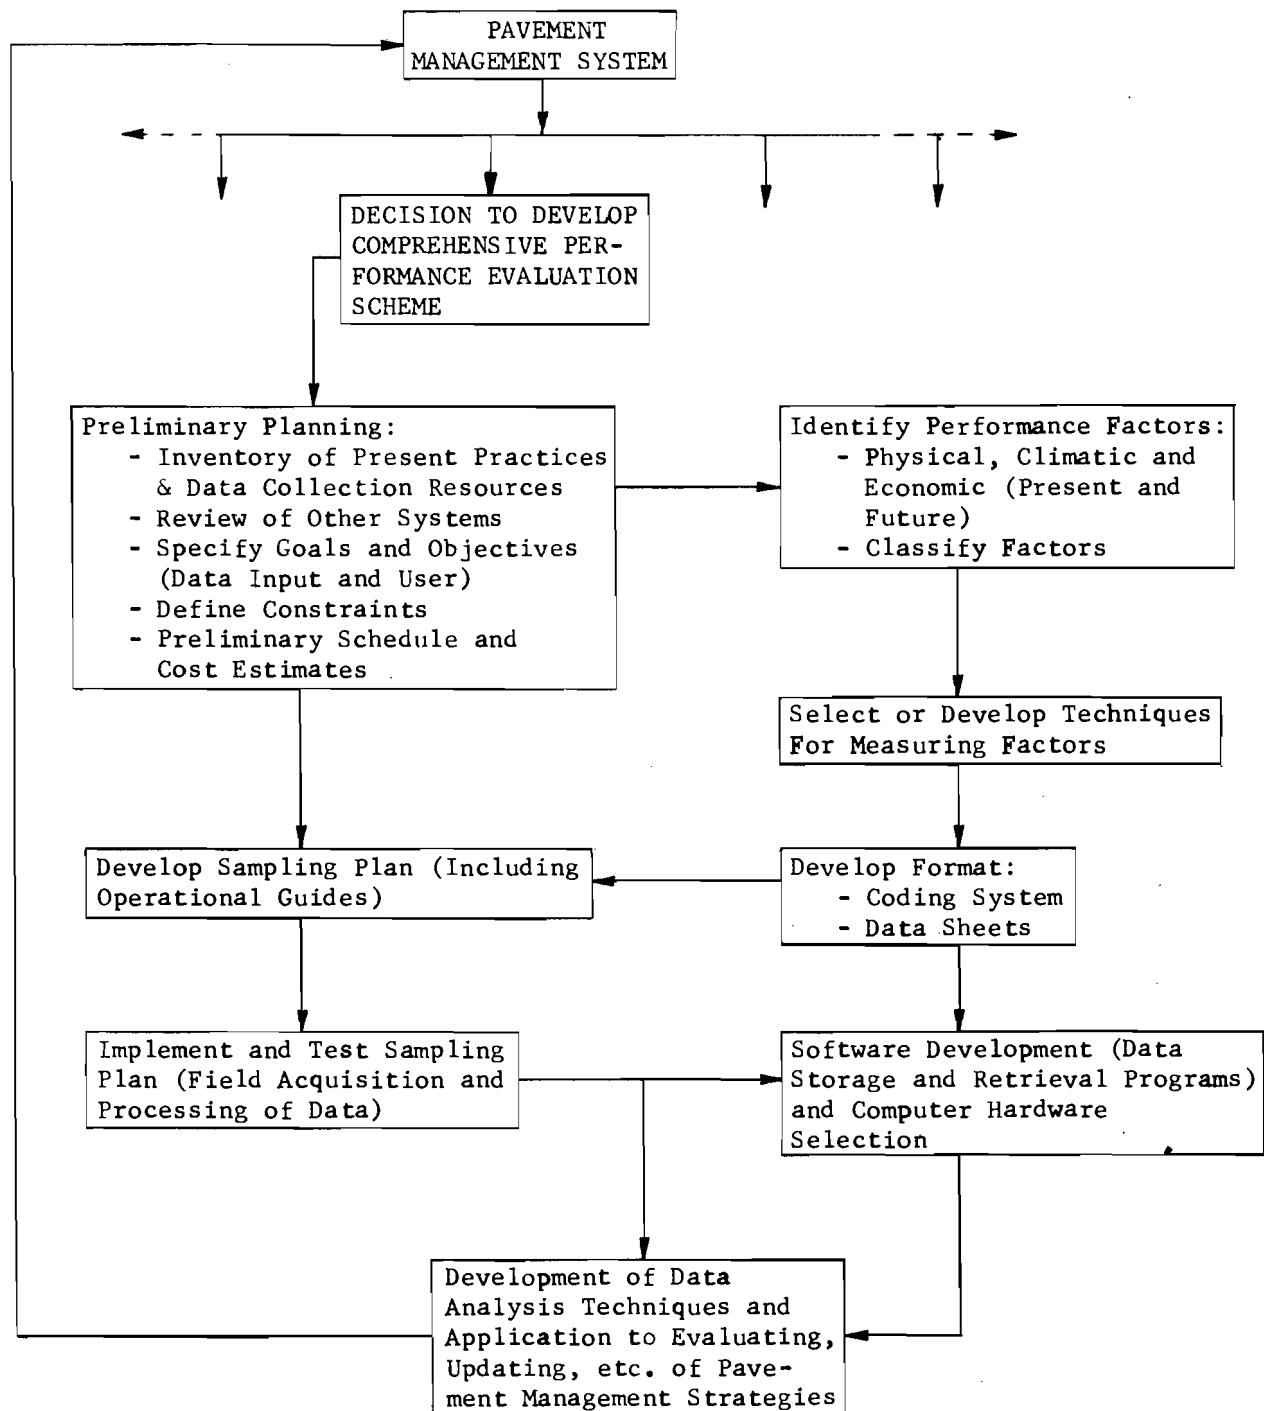 PAVEMENT
MANAGEMENT SYSTEM
DECISION TO DEVELOP
COMPREHENSIVE PER-
FORMANCE EVALUATION
SCHEME
Preliminary Planning:
- Inventory of Present Practices
& Data Collection Resources
- Review of Other Systems
- Specify Goals and Objectives
(Data Input and User)
- Define Constraints
- Preliminary Schedule and
Cost Estimates
Identify Performance Factors:
- Physical, Climatic and
Economic (Present and
Future)
- Classify Factors
Select or Develop Techniques
For Measuring Factors
Develop Sampling Plan (Including
Operational Guides)
Develop Format:
- Coding System
- Data Sheets
Implement and Test Sampling
Plan (Field Acquisition and
Processing of Data)
Software Development (Data
Storage and Retrieval Programs)
and Computer Hardware
Selection
Development of Data
Analysis Techniques and
Application to Evaluating,
Updating, etc. of Pave-
ment Management Strategies